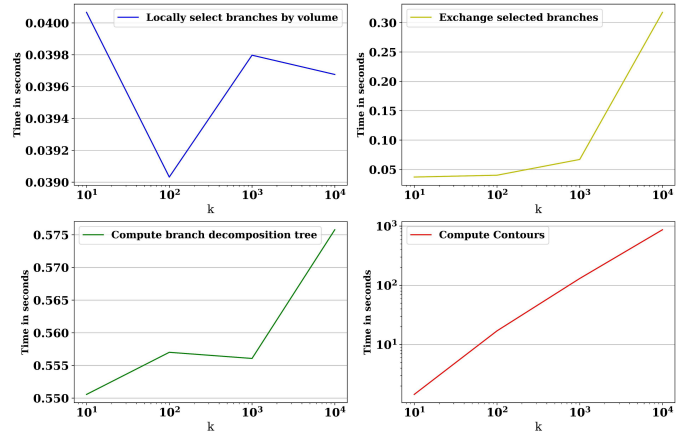 Locally select branches by volume
Time in seconds
0.0400
0.0398
0.0396
0.0394
0.0392
0.0390
10¹ 10² 10³ 10⁴
k
Exchange selected branches
Time in seconds
0.30
0.25
0.20
0.15
0.10
0.05
10¹ 10² 10³ 10⁴
k
Compute branch decomposition tree
Time in seconds
0.575
0.570
0.565
0.560
0.555
0.550
10¹ 10² 10³ 10⁴
k
Compute Contours
Time in seconds
10³
10²
10¹
10¹ 10² 10³ 10⁴
k